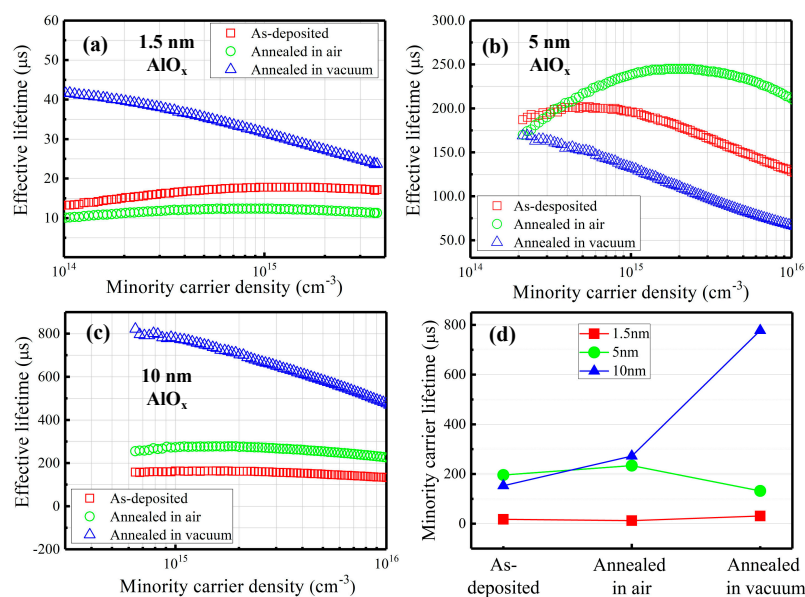 (a)
1.5 nm
AlOx
As-deposited
Annealed in air
Annealed in vacuum
60
50
40
30
20
10
Effective lifetime (μs)
10^14
10^15
Minority carrier density (cm^-3)
(b)
5 nm
AlOx
As-deposited
Annealed in air
Annealed in vacuum
250.0
200.0
150.0
100.0
50.0
Effective lifetime (μs)
10^14
10^15
10^16
Minority carrier density (cm^-3)
(c)
10 nm
AlOx
As-deposited
Annealed in air
Annealed in vacuum
800
600
400
200
0
-200
Effective lifetime (μs)
10^15
10^16
Minority carrier density (cm^-3)
(d)
1.5nm
5nm
10nm
800
600
400
200
0
Minority carrier lifetime (μs)
As-
deposited
Annealed
in air
Annealed
in vacuum